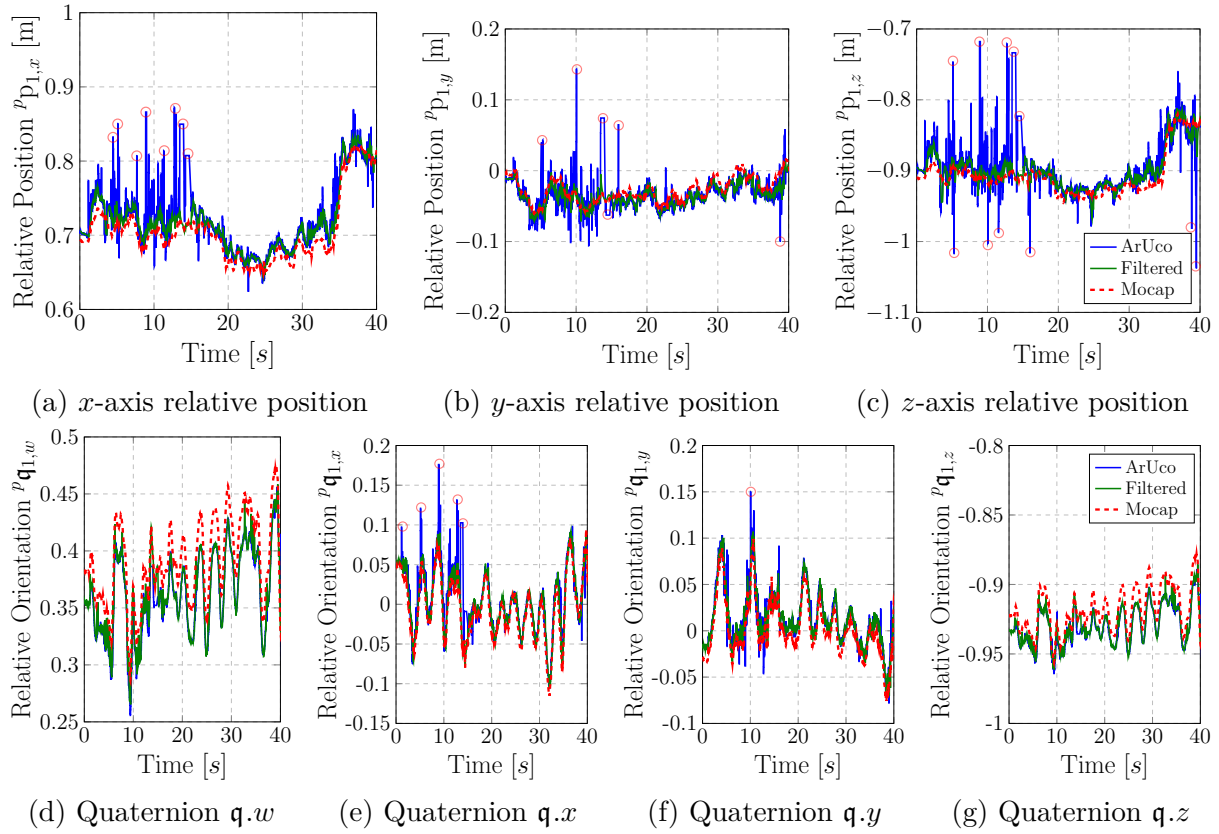 1
0.9
0.8
0.7
0.6
0 10 20 30 40
Relative Position ᵖp₁,ₓ [m]
Time [s]
0.2
0.1
0
−0.1
−0.2
0 10 20 30 40
Relative Position ᵖp₁,y [m]
Time [s]
−0.7
−0.8
−0.9
−1
−1.1
0 10 20 30 40
Relative Position ᵖp₁,z [m]
Time [s]
ArUco
Filtered
Mocap
(a) x-axis relative position
(b) y-axis relative position
(c) z-axis relative position
0.5
0.45
0.4
0.35
0.3
0.25
0 10 20 30 40
Relative Orientation ᵖ𝖖₁,w
Time [s]
0.2
0.15
0.1
0.05
0
-0.05
-0.1
-0.15
0 10 20 30 40
Relative Orientation ᵖ𝖖₁,ₓ
Time [s]
0.2
0.15
0.1
0.05
0
-0.05
-0.1
0 10 20 30 40
Relative Orientation ᵖ𝖖₁,y
Time [s]
-0.8
-0.85
-0.9
-0.95
-1
0 10 20 30 40
Relative Orientation ᵖ𝖖₁,z
Time [s]
ArUco
Filtered
Mocap
(d) Quaternion 𝖖.w
(e) Quaternion 𝖖.x
(f) Quaternion 𝖖.y
(g) Quaternion 𝖖.z